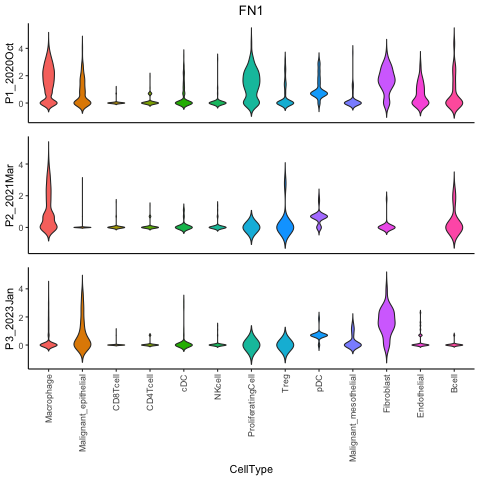 FN1
P1_2020Oct
4
2
0
P2_2021Mar
4
2
0
P3_2023Jan
4
2
0
Macrophage
Malignant_epithelial
CD8Tcell
CD4Tcell
cDC
NKcell
ProliferatingCell
Treg
pDC
Malignant_mesothelial
Fibroblast
Endothelial
Bcell
CellType